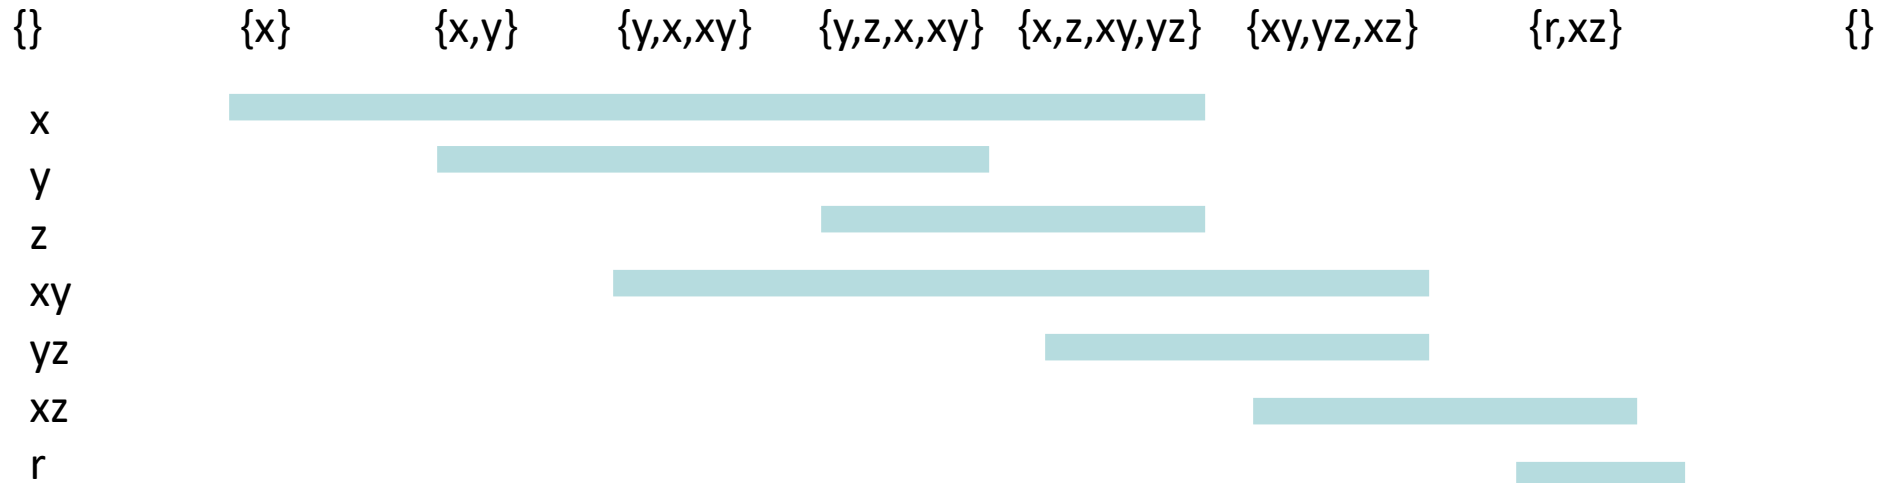 {} {x} {x,y} {y,x,xy} {y,z,x,xy} {x,z,xy,yz} {xy,yz,xz} {r,xz} {}
x
y
z
xy
yz
xz
r